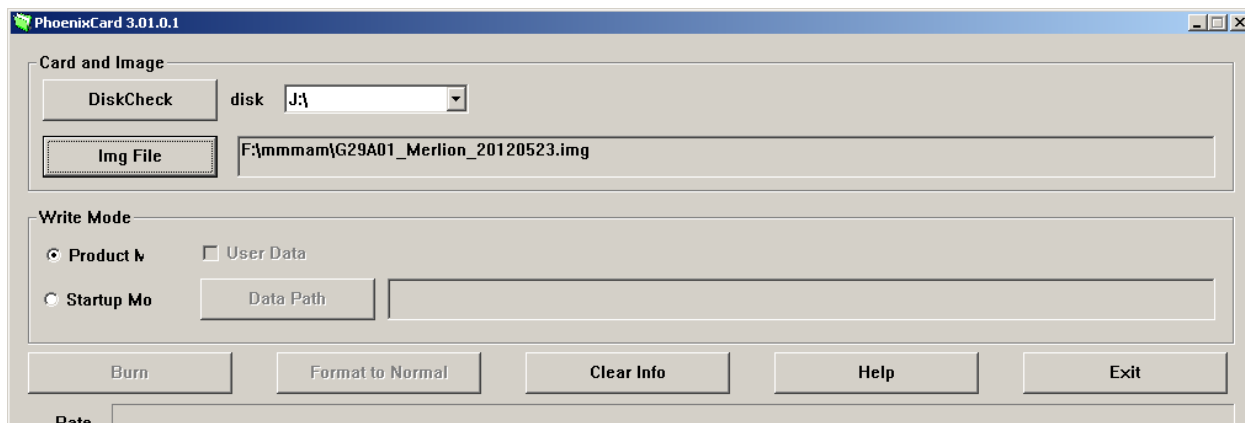 PhoenixCard 3.01.0.1
Card and Image
DiskCheck disk J:\
Img File F:\mmmam\G29A01_Merlion_20120523.img
Write Mode
Product M User Data
Startup Mo Data Path
Burn Format to Normal Clear Info Help Exit
Rate